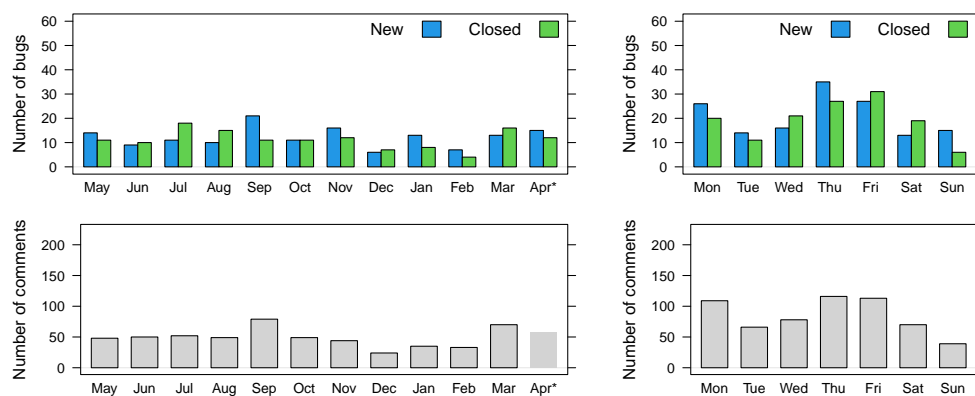 Number of bugs
60
50
40
30
20
10
0
New Closed
May Jun Jul Aug Sep Oct Nov Dec Jan Feb Mar Apr*
Number of bugs
60
50
40
30
20
10
0
New Closed
Mon Tue Wed Thu Fri Sat Sun
Number of comments
200
150
100
50
0
May Jun Jul Aug Sep Oct Nov Dec Jan Feb Mar Apr*
Number of comments
200
150
100
50
0
Mon Tue Wed Thu Fri Sat Sun